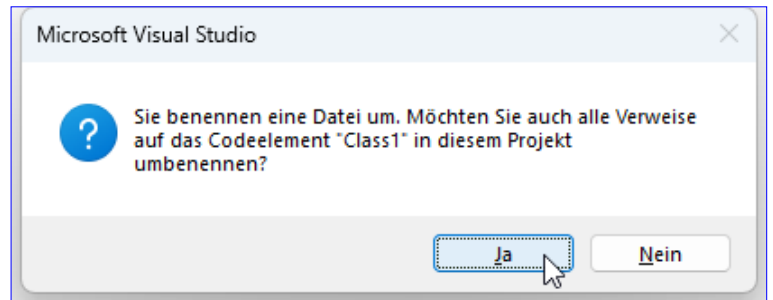 Microsoft Visual Studio
Sie benennen eine Datei um. Möchten Sie auch alle Verweise
auf das Codeelement "Class1" in diesem Projekt
umbenennen?
Ja
Nein